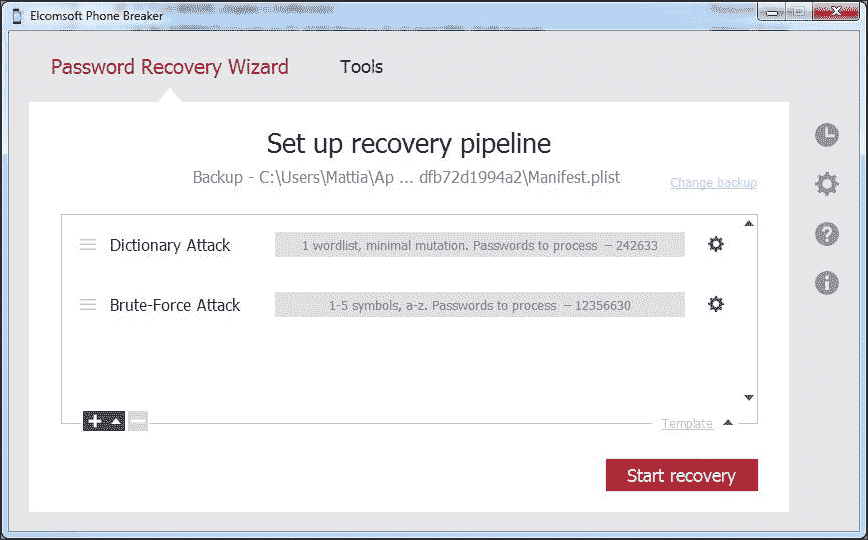 Elcomsoft Phone Breaker
Password Recovery Wizard Tools
Set up recovery pipeline
Backup - C:\Users\Mattia\Ap ... dfb72d1994a2\Manifest.plist
Change backup
Dictionary Attack 1 wordlist, minimal mutation. Passwords to process – 242633
Brute-Force Attack 1-5 symbols, a-z. Passwords to process – 12356630
Template
Start recovery